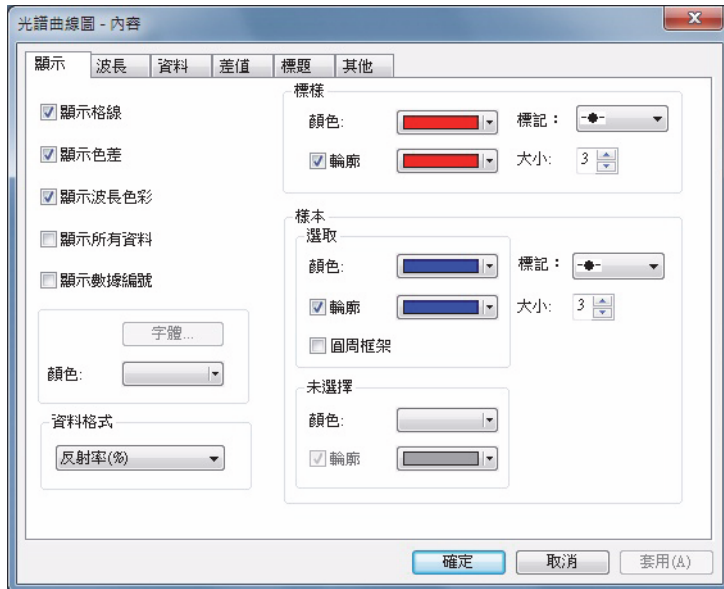 光譜曲線圖 - 內容
顯示 波長 資料 差值 標題 其他
顯示格線
顯示色差
顯示波長色彩
顯示所有資料
顯示數據編號
字體...
顏色:
資料格式
反射率(%)
標樣
顏色: 標記：
輪廓 大小: 3
樣本
選取
顏色: 標記：
輪廓 大小: 3
圓周框架
未選擇
顏色:
輪廓
確定 取消 套用(A)